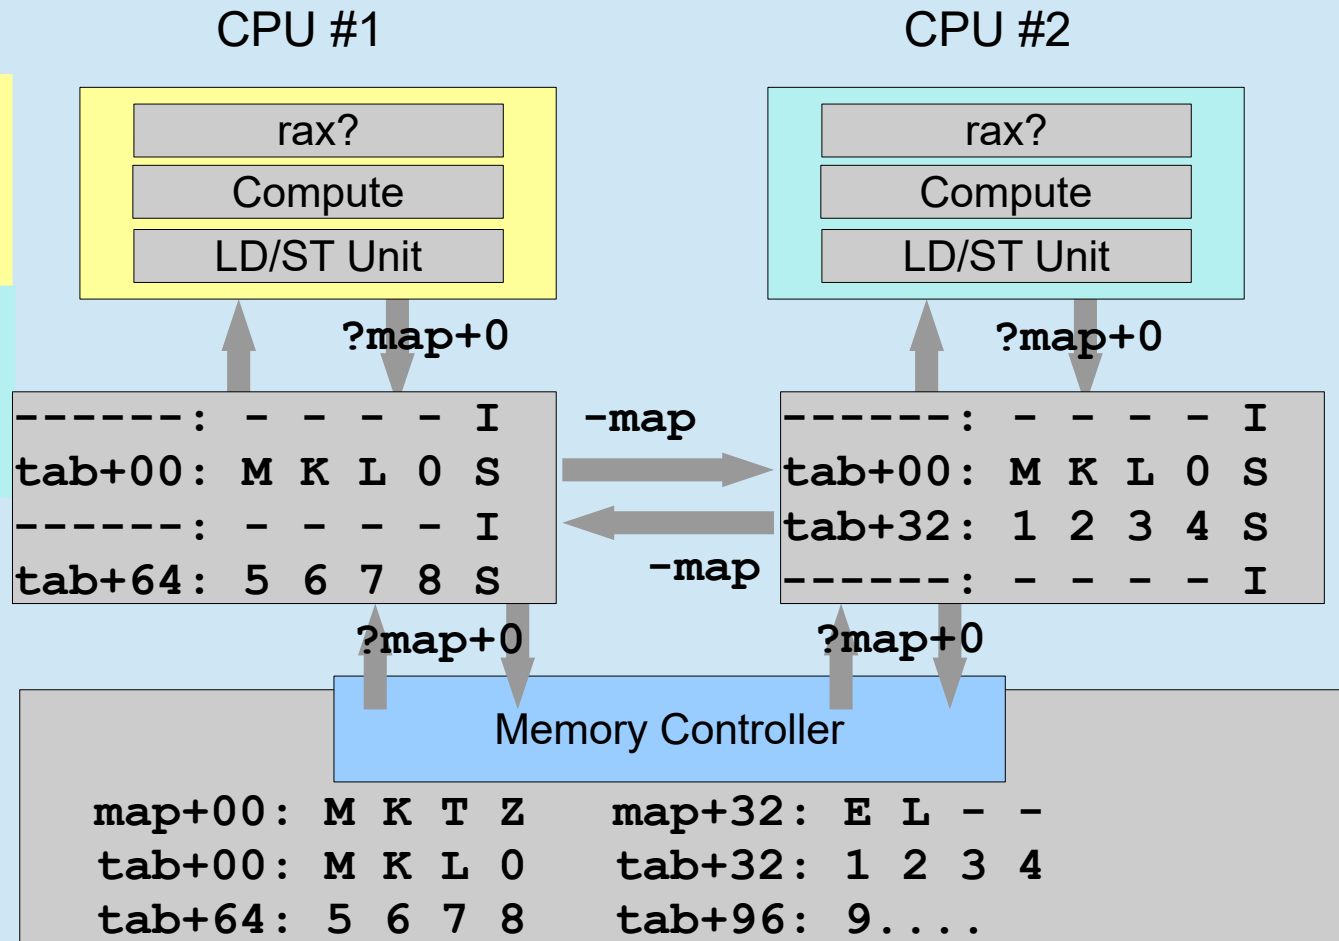 CPU #1
CPU #2
rax?
Compute
LD/ST Unit
rax?
Compute
LD/ST Unit
?map+0
?map+0
------: - - - - I
tab+00: M K L 0 S
------: - - - - I
tab+64: 5 6 7 8 S
-map
-map
------: - - - - I
tab+00: M K L 0 S
tab+32: 1 2 3 4 S
------: - - - - I
?map+0
?map+0
Memory Controller
map+00: M K T Z
map+32: E L - -
tab+00: M K L 0
tab+32: 1 2 3 4
tab+64: 5 6 7 8
tab+96: 9....